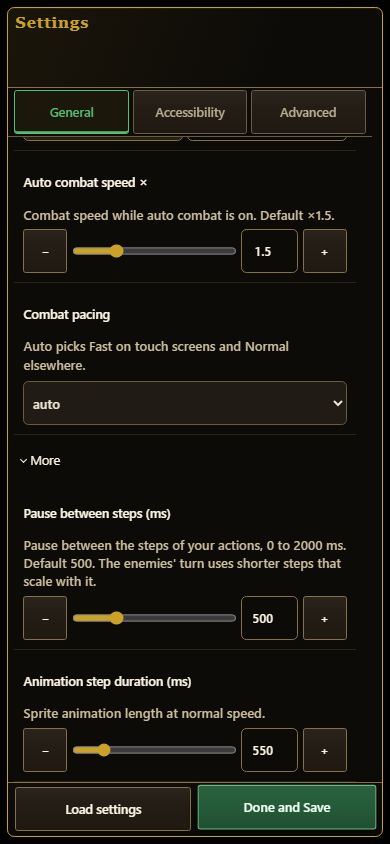 Settings
General
Accessibility
Advanced
Auto combat speed ×
Combat speed while auto combat is on. Default ×1.5.
−
1.5
+
Combat pacing
Auto picks Fast on touch screens and Normal
elsewhere.
auto
More
Pause between steps (ms)
Pause between the steps of your actions, 0 to 2000 ms.
Default 500. The enemies' turn uses shorter steps that
scale with it.
−
500
+
Animation step duration (ms)
Sprite animation length at normal speed.
−
550
+
Load settings
Done and Save